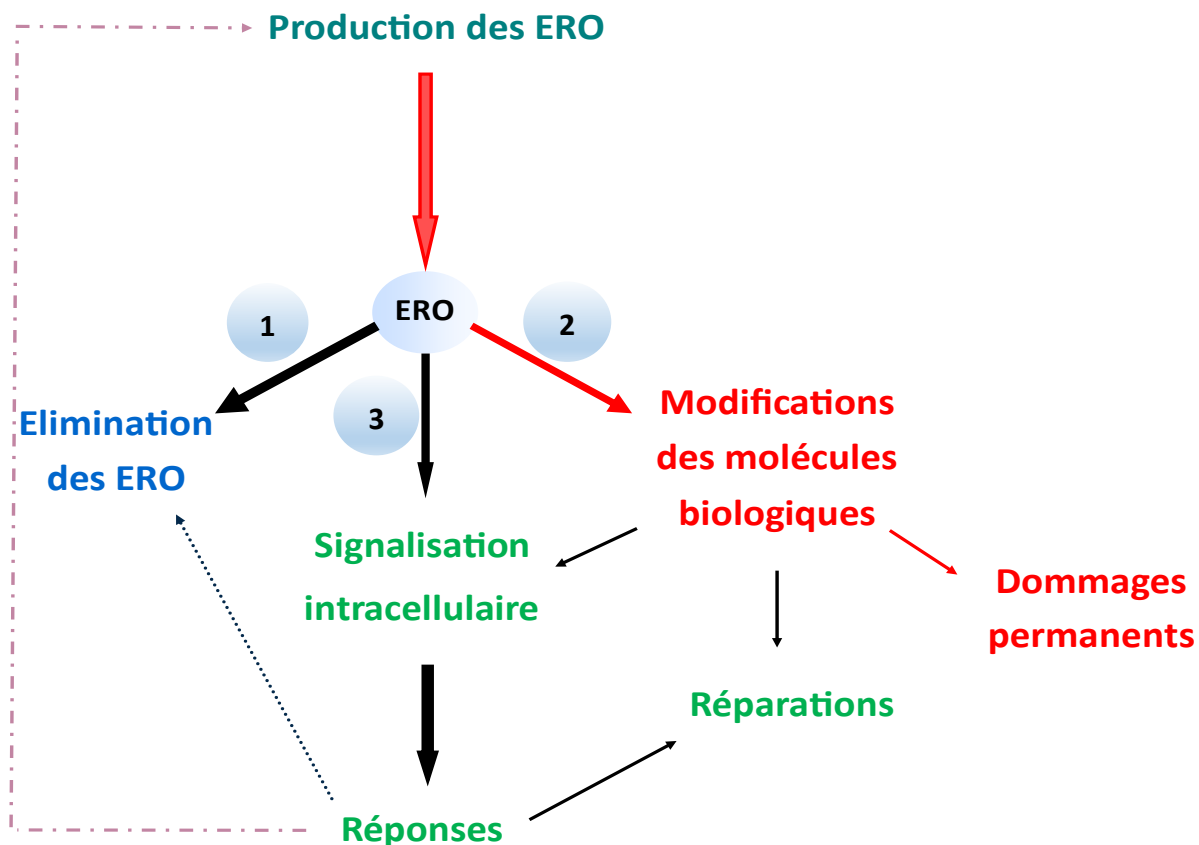 Production des ERO
ERO
1
2
3
Elimination
des ERO
Modifications
des molécules
biologiques
Signalisation
intracellulaire
Dommages
permanents
Réparations
Réponses